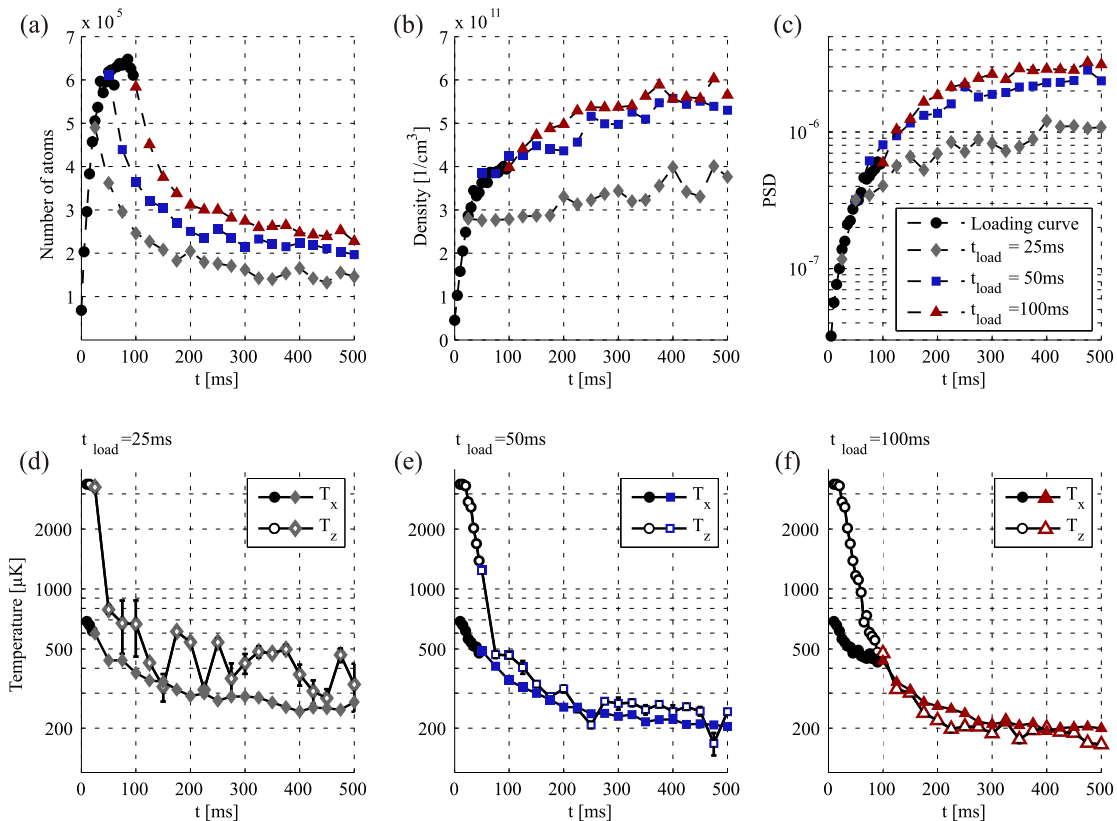 (a)
x 10^5
7
6
5
4
3
2
1
Number of atoms
0 100 200 300 400 500
t [ms]
(b)
x 10^11
7
6
5
4
3
2
1
0
Density [1/cm^3]
0 100 200 300 400 500
t [ms]
(c)
10^-6
10^-7
PSD
Loading curve
t_load = 25ms
t_load = 50ms
t_load =100ms
0 100 200 300 400 500
t [ms]
t_load =25ms
(d)
T_x
T_z
2000
1000
500
200
Temperature [µK]
0 100 200 300 400 500
t [ms]
t_load =50ms
(e)
T_x
T_z
2000
1000
500
200
0 100 200 300 400 500
t [ms]
t_load =100ms
(f)
T_x
T_z
2000
1000
500
200
0 100 200 300 400 500
t [ms]